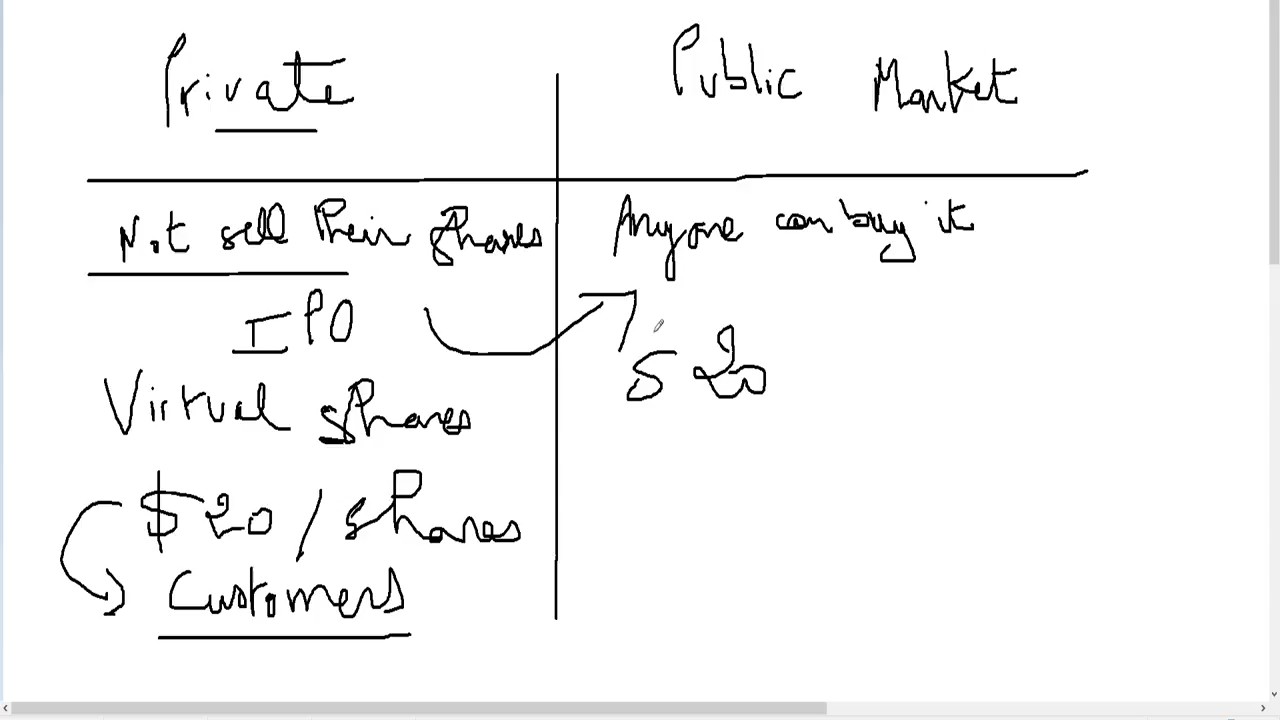 Private
Public Market
Not sell their shares
Anyone can buy it
IPO
S 20
Virtual shares
$20 / shares
Customers